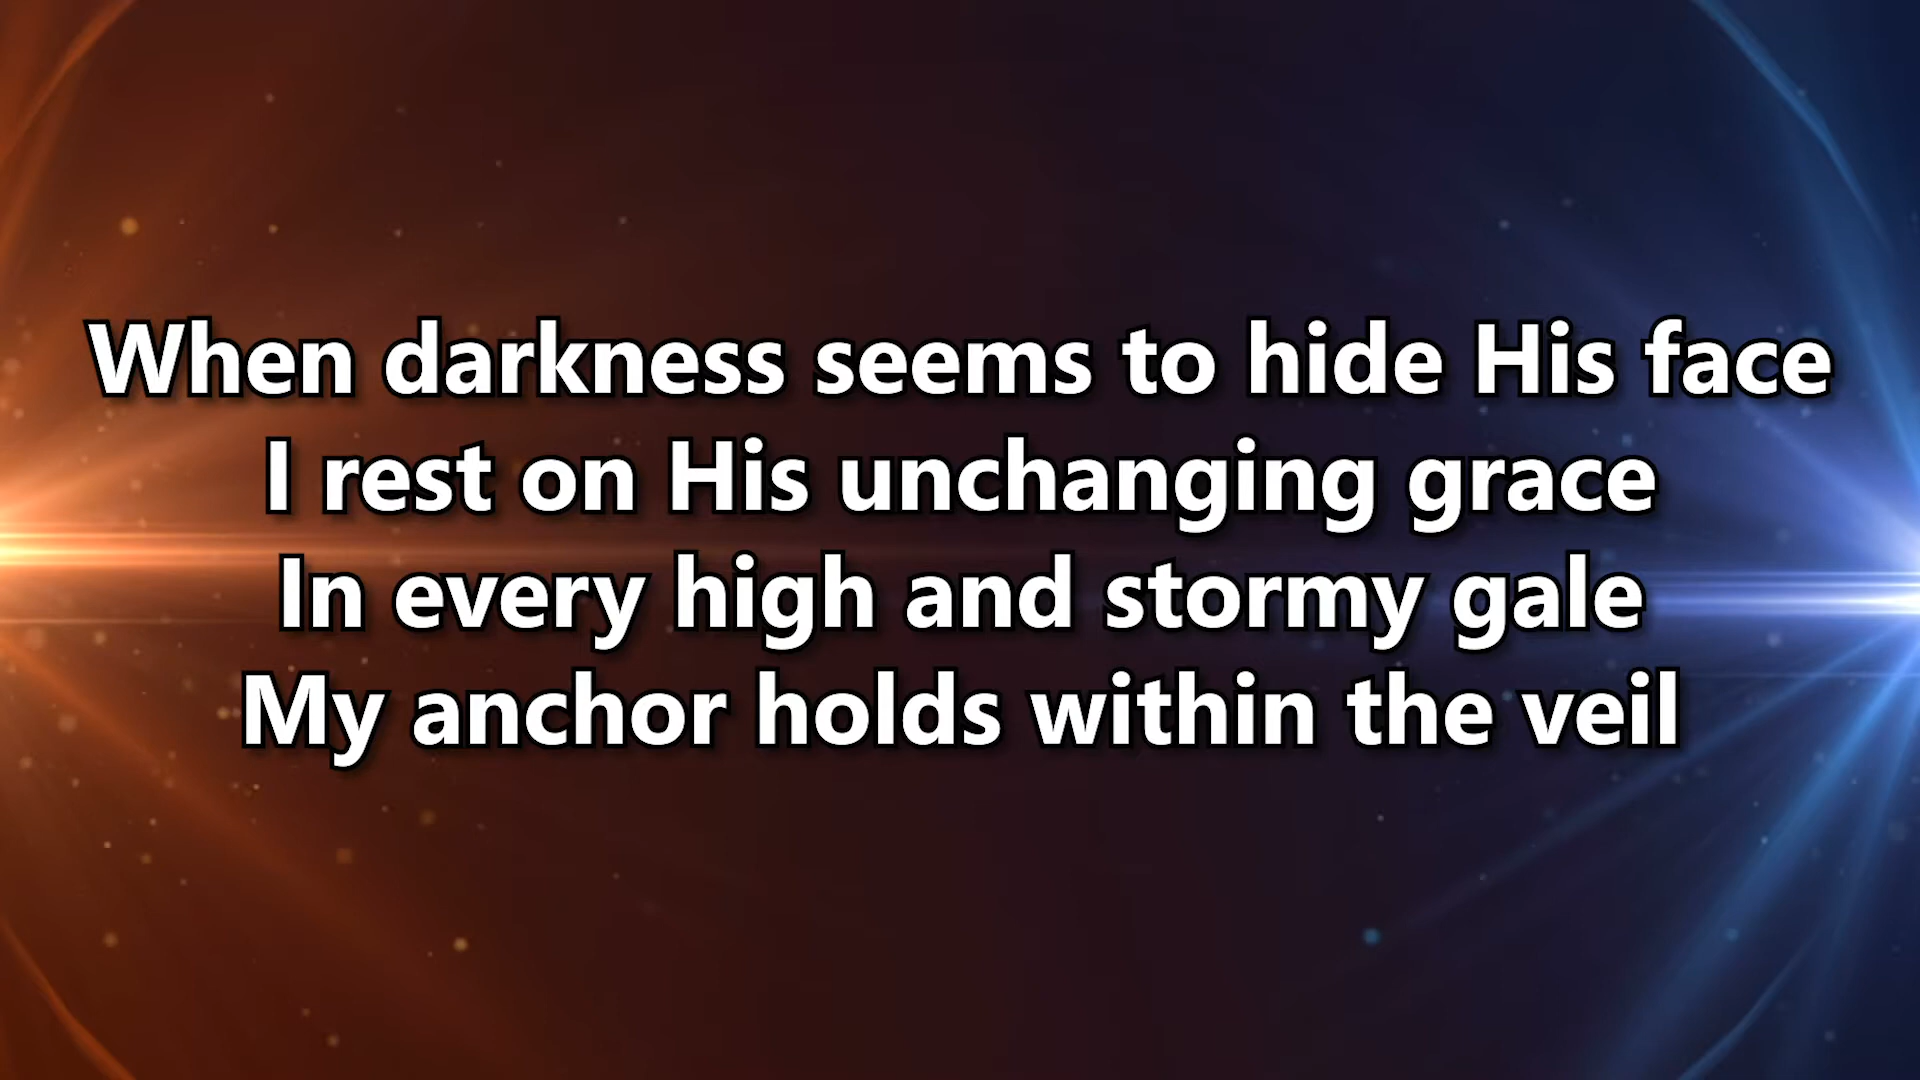 When darkness seems to hide His face
I rest on His unchanging grace
In every high and stormy gale
My anchor holds within the veil